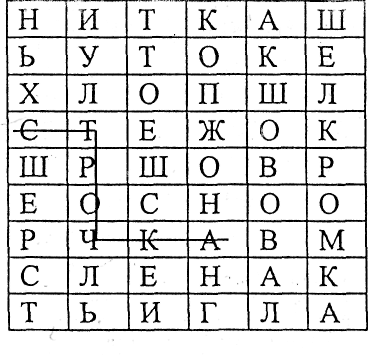 Н И Т К А Ш
Ь У Т О К Е
Х Л О П Ш Л
С Т Е Ж О К
Ш Р Ш О В Р
Е О С Н О О
Р Ч К А В М
С Л Е Н А К
Т Ь И Г Л А